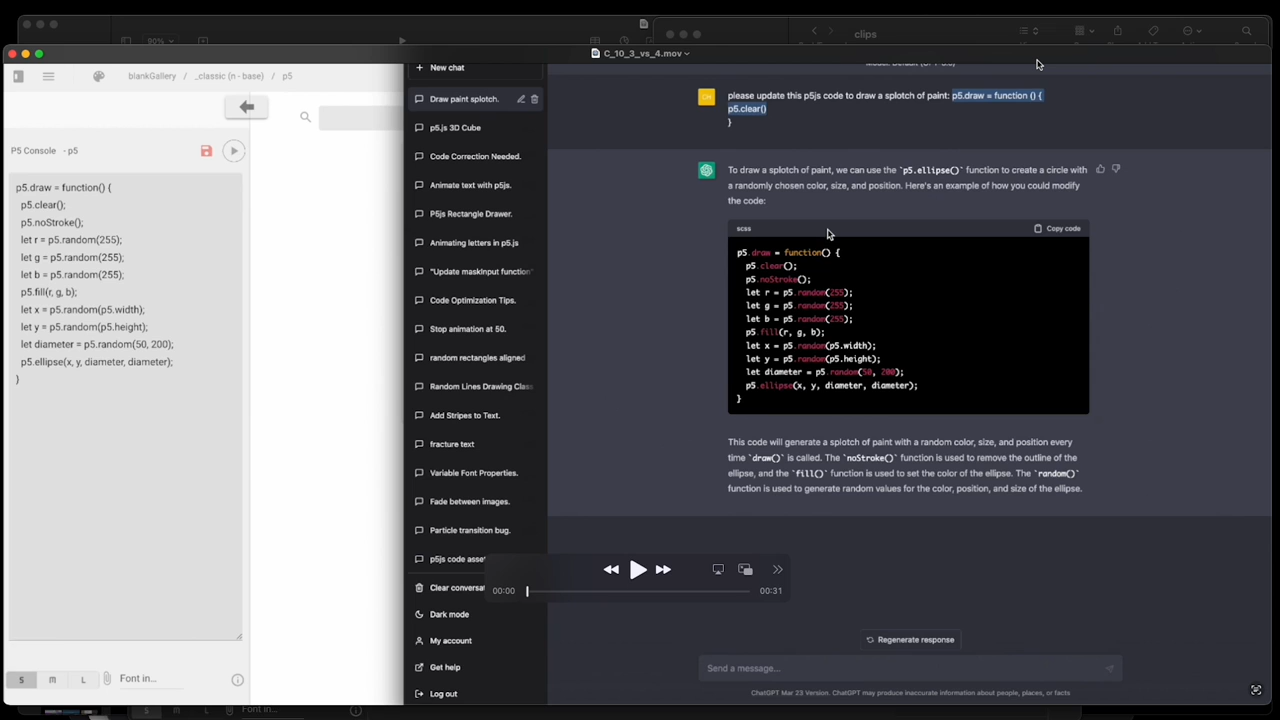 90%
clips
C_10_3_vs_4.mov
blankGallery / _classic (n - base) / p5
P5 Console - p5
p5.draw = function() {
p5.clear();
p5.noStroke();
let r = p5.random(255);
let g = p5.random(255);
let b = p5.random(255);
p5.fill(r, g, b);
let x = p5.random(p5.width);
let y = p5.random(p5.height);
let diameter = p5.random(50, 200);
p5.ellipse(x, y, diameter, diameter);
}
S M L Font in...
New chat
Draw paint splotch.
p5.js 3D Cube
Code Correction Needed.
Animate text with p5js.
P5js Rectangle Drawer.
Animating letters in p5.js
"Update maskInput function"
Code Optimization Tips.
Stop animation at 50.
random rectangles aligned
Random Lines Drawing Clas
Add Stripes to Text.
fracture text
Variable Font Properties.
Fade between images.
Particle transition bug.
p5js code asse
Clear conversa
Dark mode
My account
Get help
Log out
Model: Default (GPT-3.5)
CH
please update this p5js code to draw a splotch of paint: p5.draw = function () {
p5.clear()
}
To draw a splotch of paint, we can use the `p5.ellipse()` function to create a circle with
a randomly chosen color, size, and position. Here's an example of how you could modify
the code:
scss
Copy code
p5.draw = function() {
p5.clear();
p5.noStroke();
let r = p5.random(255);
let g = p5.random(255);
let b = p5.random(255);
p5.fill(r, g, b);
let x = p5.random(p5.width);
let y = p5.random(p5.height);
let diameter = p5.random(50, 200);
p5.ellipse(x, y, diameter, diameter);
}
This code will generate a splotch of paint with a random color, size, and position every
time `draw()` is called. The `noStroke()` function is used to remove the outline of the
ellipse, and the `fill()` function is used to set the color of the ellipse. The `random()`
function is used to generate random values for the color, position, and size of the ellipse.
00:00
00:31
Regenerate response
Send a message...
ChatGPT Mar 23 Version. ChatGPT may produce inaccurate information about people, places, or facts
S M L Font in...